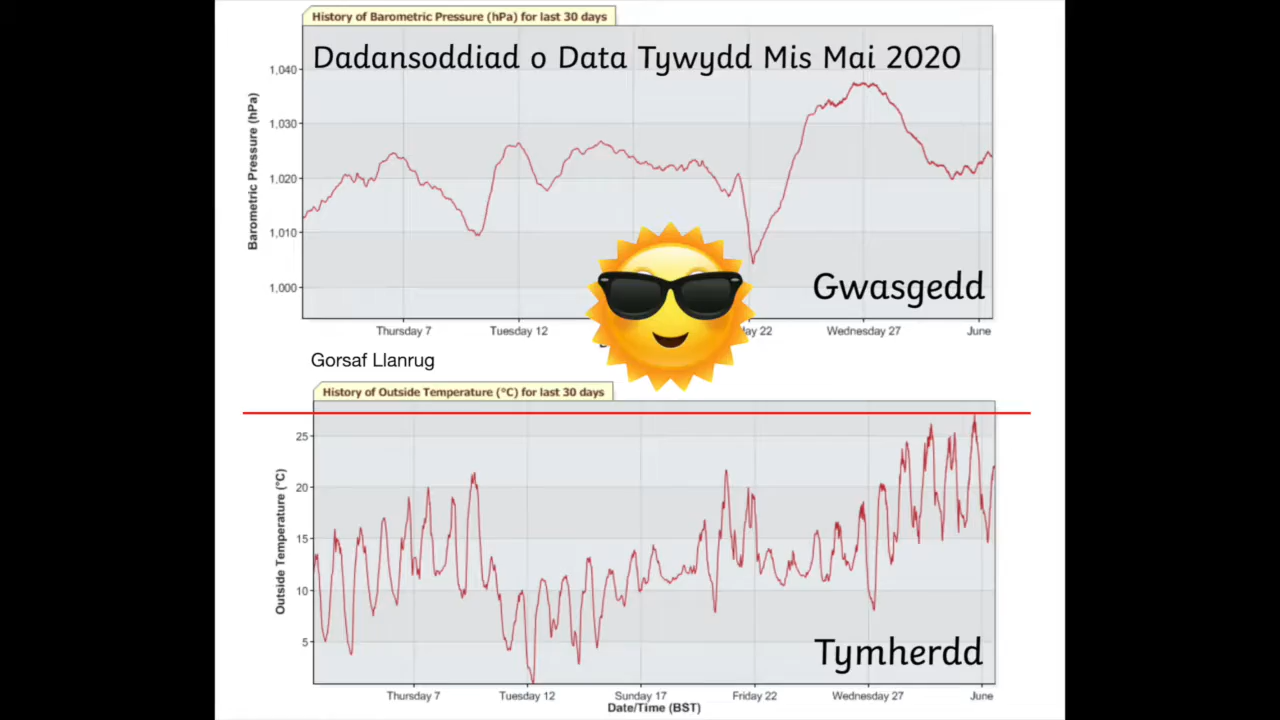 History of Barometric Pressure (hPa) for last 30 days
Dadansoddiad o Data Tywydd Mis Mai 2020
1,040
1,030
1,020
1,010
1,000
Barometric Pressure (hPa)
Gwasgedd
Thursday 7
Tuesday 12
ay 22
Wednesday 27
June
Gorsaf Llanrug
History of Outside Temperature (°C) for last 30 days
25
20
15
10
5
Outside Temperature (°C)
Tymherdd
Thursday 7
Tuesday 12
Sunday 17
Friday 22
Wednesday 27
June
Date/Time (BST)